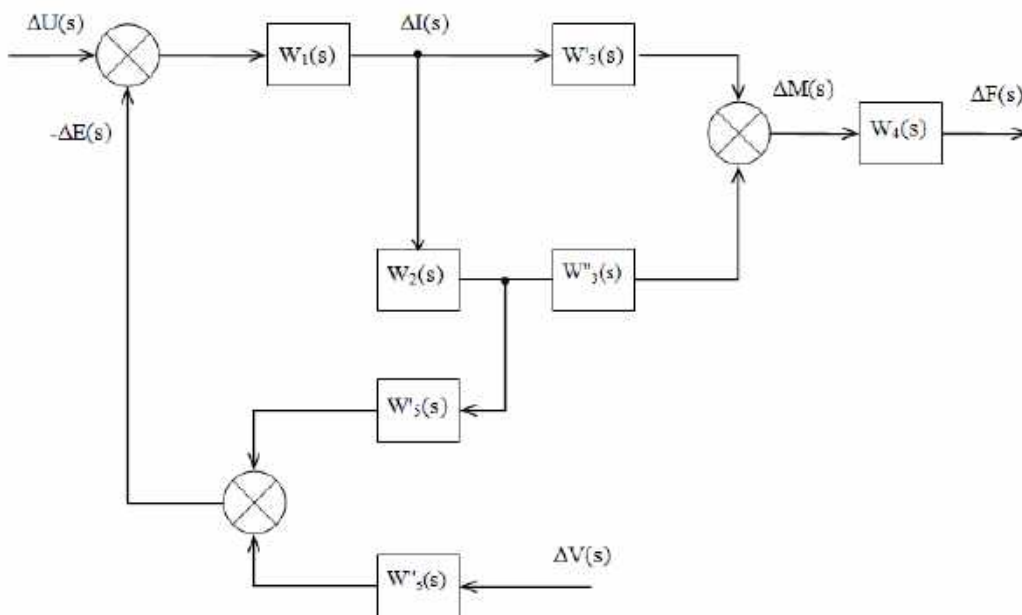 ΔU(s)
ΔI(s)
W₁(s)
W'₃(s)
ΔM(s)
ΔF(s)
W₄(s)
-ΔE(s)
W₂(s)
W"₃(s)
W'₅(s)
ΔV(s)
W"₅(s)